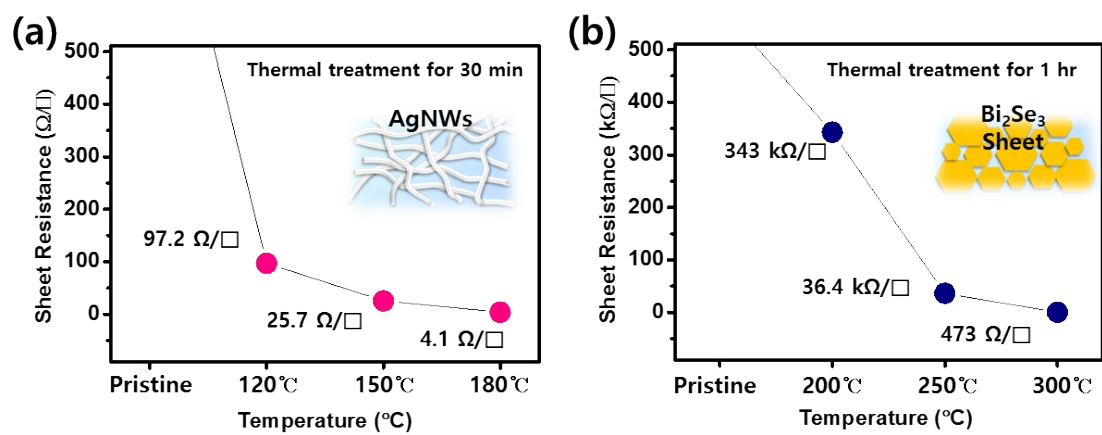 (a)
Thermal treatment for 30 min
AgNWs
500
400
300
200
100
0
Sheet Resistance (Ω/□)
97.2 Ω/□
25.7 Ω/□
4.1 Ω/□
Pristine 120℃ 150℃ 180℃
Temperature (°C)
(b)
Thermal treatment for 1 hr
Bi₂Se₃
Sheet
500
400
300
200
100
0
Sheet Resistance (kΩ/□)
343 kΩ/□
36.4 kΩ/□
473 Ω/□
Pristine 200℃ 250℃ 300℃
Temperature (°C)